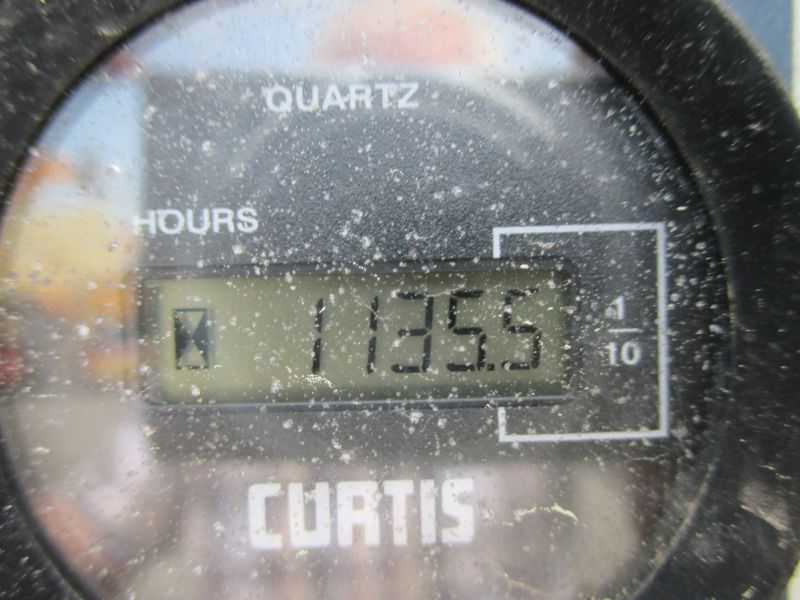 QUARTZ
HOURS
1135.5
1/10
CURTIS